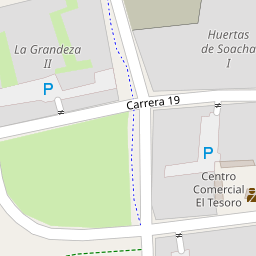 La Grandeza
II
Huertas
de Soacha
I
P
Carrera 19
P
Centro
Comercial
El Tesoro